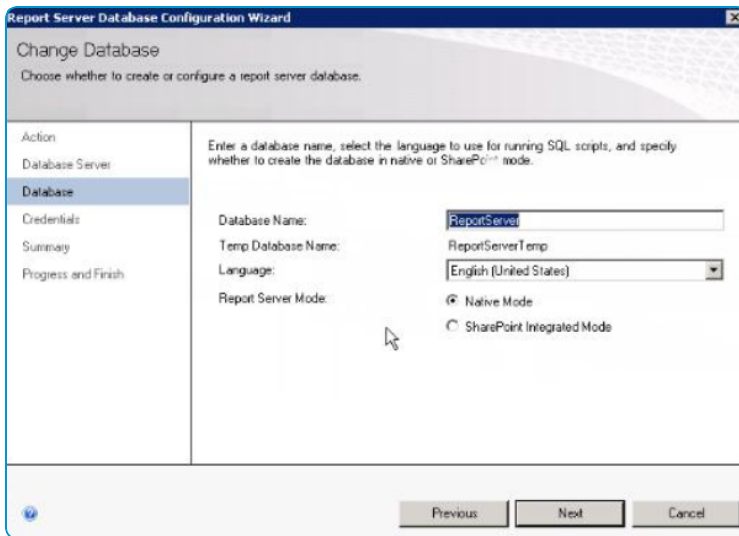 Report Server Database Configuration Wizard
Change Database
Choose whether to create or configure a report server database.
Action
Database Server
Database
Credentials
Summary
Progress and Finish
Enter a database name, select the language to use for running SQL scripts, and specify
whether to create the database in native or SharePoint mode.
Database Name: ReportServer
Temp Database Name: ReportServerTemp
Language: English (United States)
Report Server Mode: Native Mode
SharePoint Integrated Mode
Previous Next Cancel